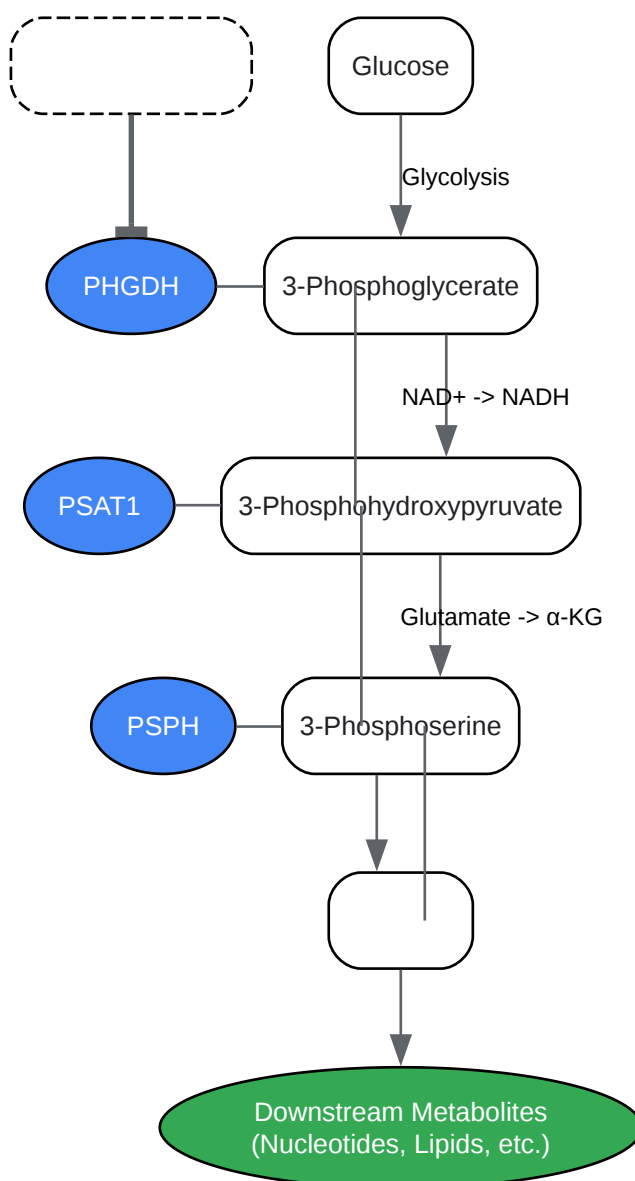 Glucose
Glycolysis
PHGDH
3-Phosphoglycerate
NAD+ -> NADH
PSAT1
3-Phosphohydroxypyruvate
Glutamate -> α-KG
PSPH
3-Phosphoserine
Downstream Metabolites
(Nucleotides, Lipids, etc.)